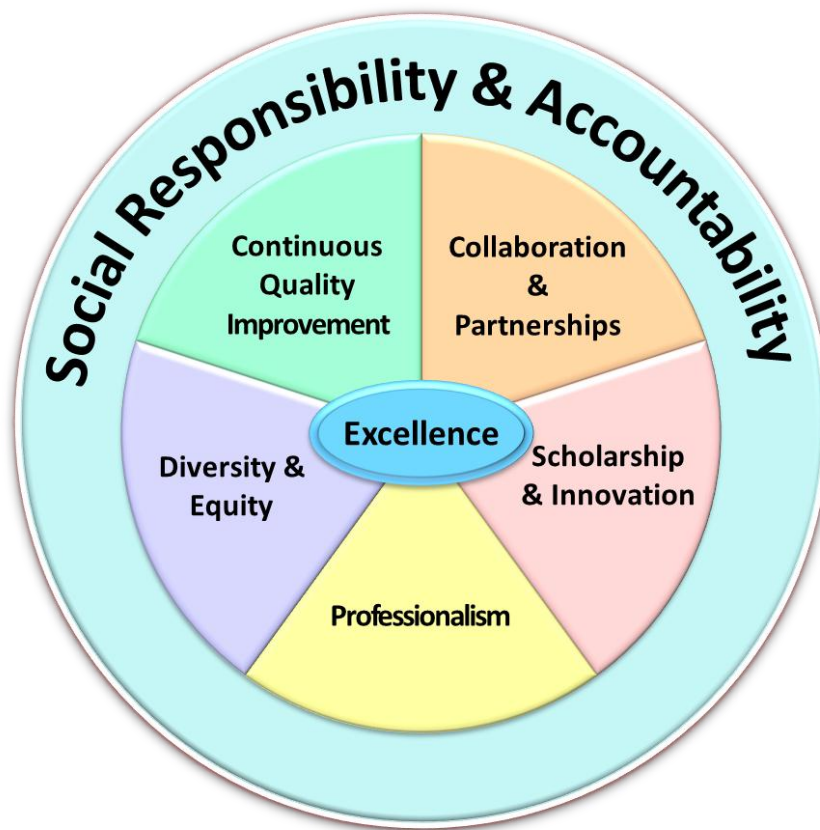 Social Responsibility & Accountability
Continuous
Quality
Improvement
Collaboration
&
Partnerships
Excellence
Diversity &
Equity
Scholarship
& Innovation
Professionalism